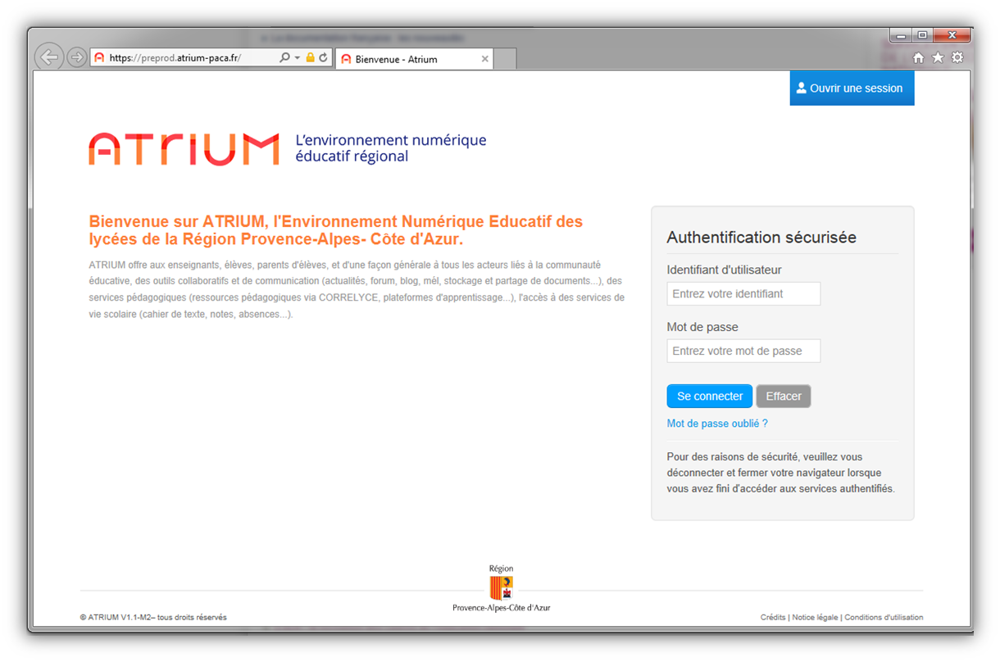 https://preprod.atrium-paca.fr/
Bienvenue - Atrium
Ouvrir une session
ATRIUM
L'environnement numérique
éducatif régional
Bienvenue sur ATRIUM, l'Environnement Numérique Educatif des
lycées de la Région Provence-Alpes- Côte d'Azur.
ATRIUM offre aux enseignants, élèves, parents d'élèves, et d'une façon générale à tous les acteurs liés à la communauté
éducative, des outils collaboratifs et de communication (actualités, forum, blog, mèl, stockage et partage de documents...), des
services pédagogiques (ressources pédagogiques via CORRELYCE, plateformes d'apprentissage...), l'accès à des services de
vie scolaire (cahier de texte, notes, absences...).
Authentification sécurisée
Identifiant d'utilisateur
Entrez votre identifiant
Mot de passe
Entrez votre mot de passe
Se connecter
Effacer
Mot de passe oublié ?
Pour des raisons de sécurité, veuillez vous
déconnecter et fermer votre navigateur lorsque
vous avez fini d'accéder aux services authentifiés.
Région
Provence-Alpes-Côte d'Azur
© ATRIUM V1.1-M2– tous droits réservés
Crédits | Notice légale | Conditions d'utilisation